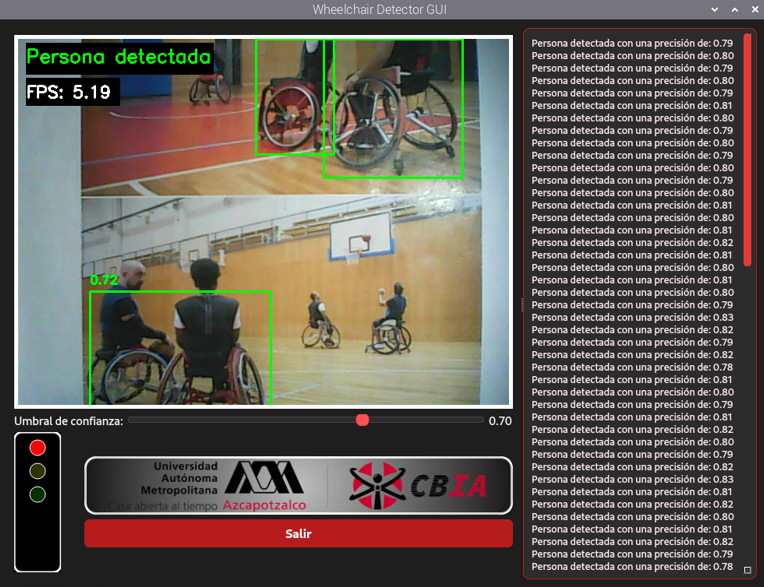 Wheelchair Detector GUI
Persona detectada
FPS: 5.19
0.72
Umbral de confianza:
0.70
Universidad
Autónoma
Metropolitana
Casa abierta al tiempo Azcapotzalco
CBIA
Salir
Persona detectada con una precisión de: 0.79
Persona detectada con una precisión de: 0.80
Persona detectada con una precisión de: 0.79
Persona detectada con una precisión de: 0.80
Persona detectada con una precisión de: 0.79
Persona detectada con una precisión de: 0.81
Persona detectada con una precisión de: 0.80
Persona detectada con una precisión de: 0.79
Persona detectada con una precisión de: 0.80
Persona detectada con una precisión de: 0.79
Persona detectada con una precisión de: 0.80
Persona detectada con una precisión de: 0.79
Persona detectada con una precisión de: 0.80
Persona detectada con una precisión de: 0.81
Persona detectada con una precisión de: 0.80
Persona detectada con una precisión de: 0.81
Persona detectada con una precisión de: 0.82
Persona detectada con una precisión de: 0.81
Persona detectada con una precisión de: 0.80
Persona detectada con una precisión de: 0.81
Persona detectada con una precisión de: 0.80
Persona detectada con una precisión de: 0.79
Persona detectada con una precisión de: 0.83
Persona detectada con una precisión de: 0.82
Persona detectada con una precisión de: 0.79
Persona detectada con una precisión de: 0.82
Persona detectada con una precisión de: 0.78
Persona detectada con una precisión de: 0.81
Persona detectada con una precisión de: 0.80
Persona detectada con una precisión de: 0.79
Persona detectada con una precisión de: 0.81
Persona detectada con una precisión de: 0.82
Persona detectada con una precisión de: 0.80
Persona detectada con una precisión de: 0.79
Persona detectada con una precisión de: 0.82
Persona detectada con una precisión de: 0.83
Persona detectada con una precisión de: 0.81
Persona detectada con una precisión de: 0.82
Persona detectada con una precisión de: 0.80
Persona detectada con una precisión de: 0.81
Persona detectada con una precisión de: 0.82
Persona detectada con una precisión de: 0.79
Persona detectada con una precisión de: 0.78